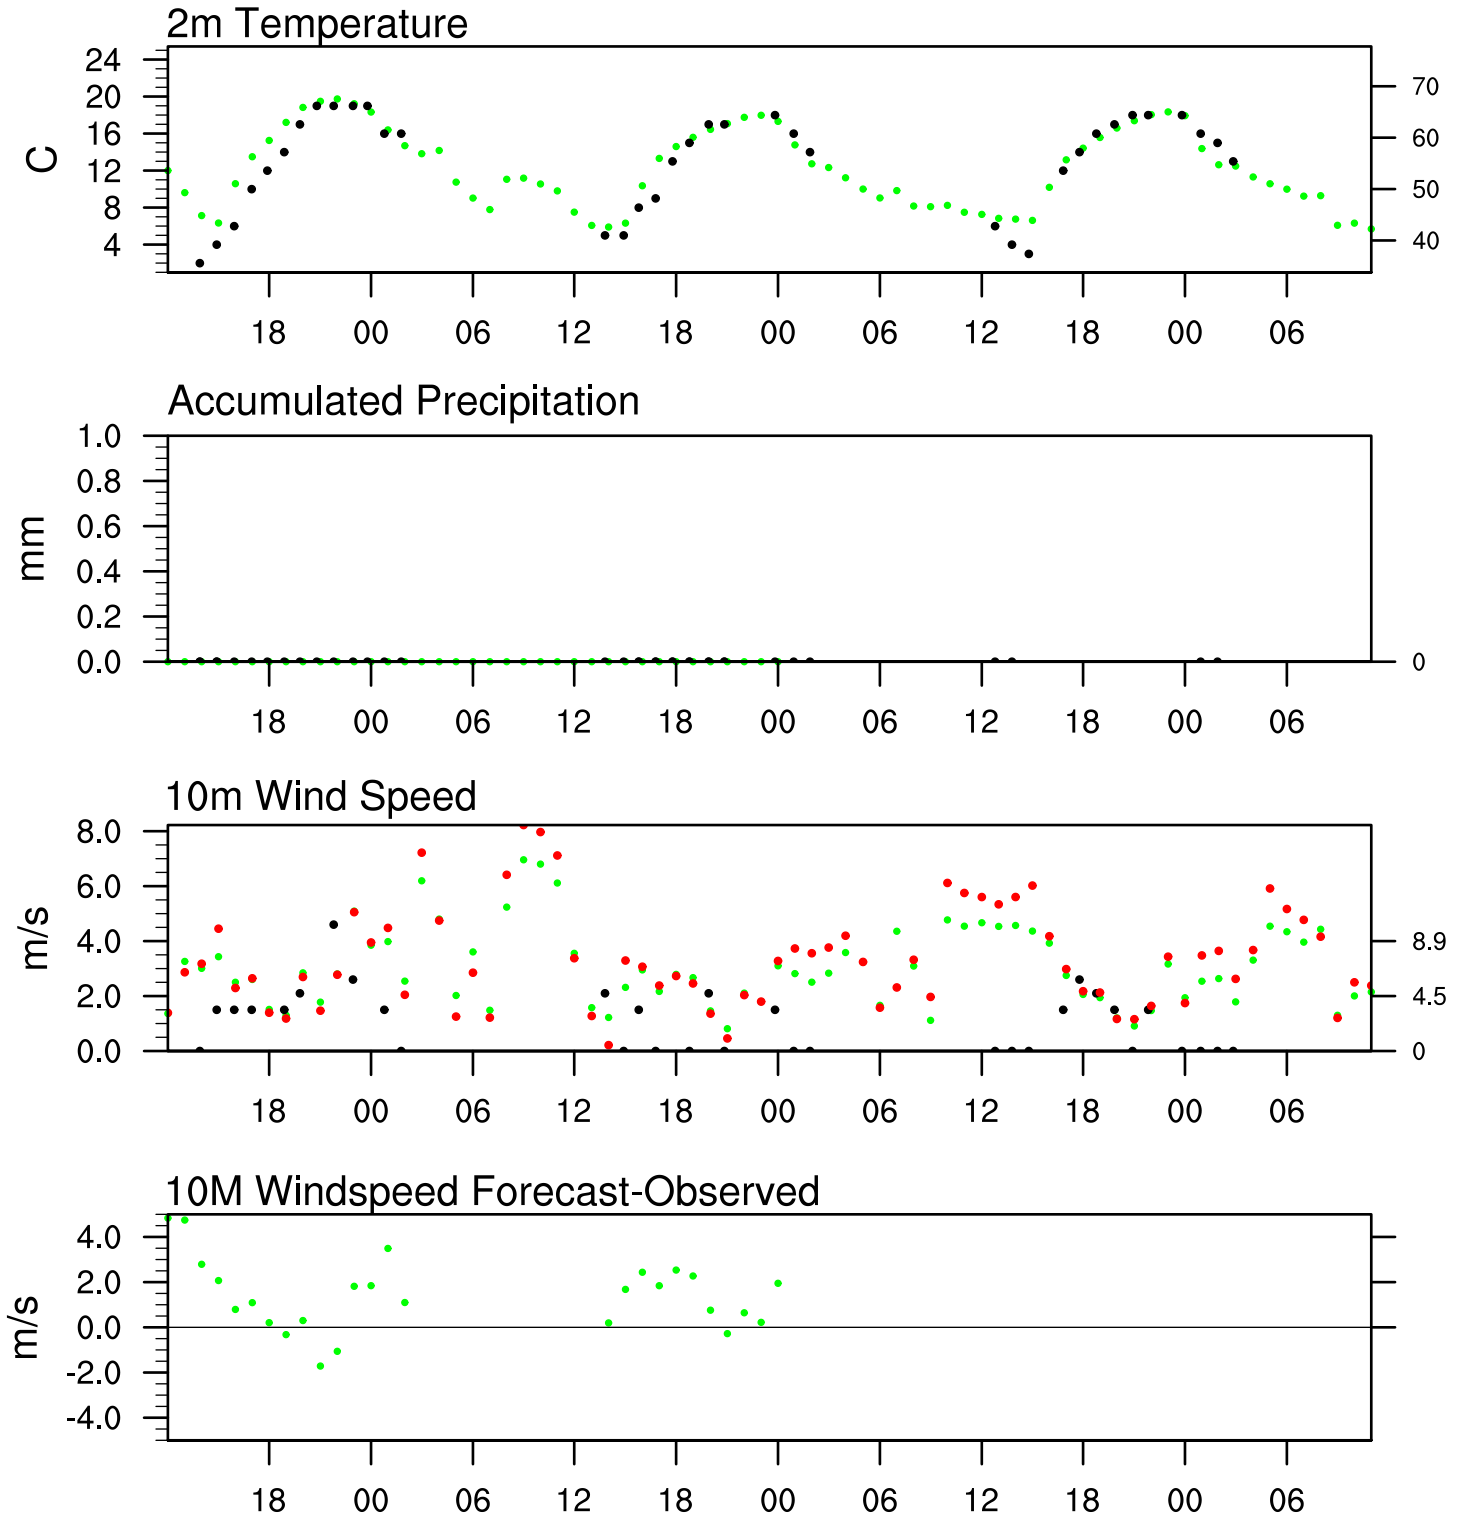 2m Temperature
24
20
16
12
8
4
C
70
60
50
40
18 00 06 12 18 00 06 12 18 00 06
Accumulated Precipitation
1.0
0.8
0.6
0.4
0.2
0.0
mm
0
18 00 06 12 18 00 06 12 18 00 06
10m Wind Speed
8.0
6.0
4.0
2.0
0.0
m/s
8.9
4.5
0
18 00 06 12 18 00 06 12 18 00 06
10M Windspeed Forecast-Observed
4.0
2.0
0.0
-2.0
-4.0
m/s
18 00 06 12 18 00 06 12 18 00 06